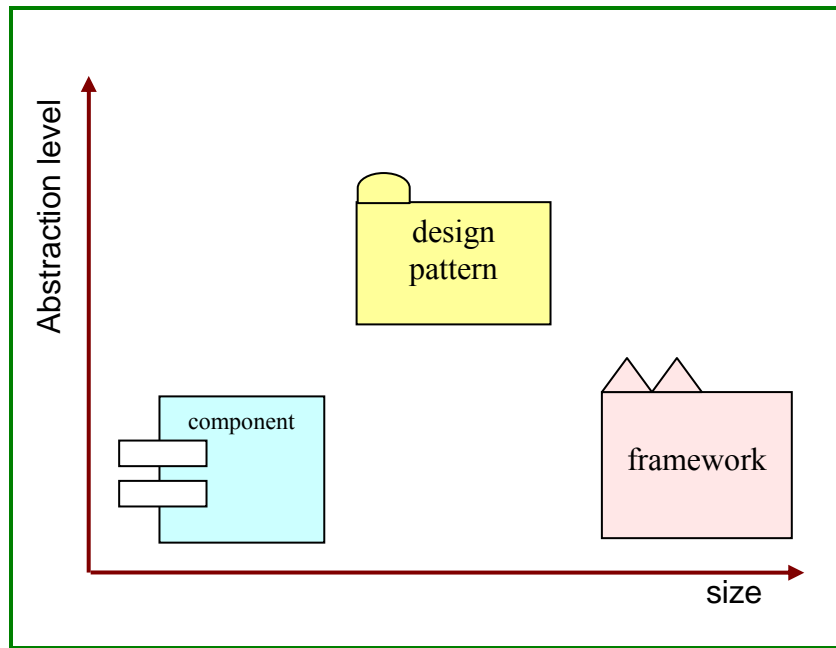 Abstraction level
design
pattern
component
framework
size